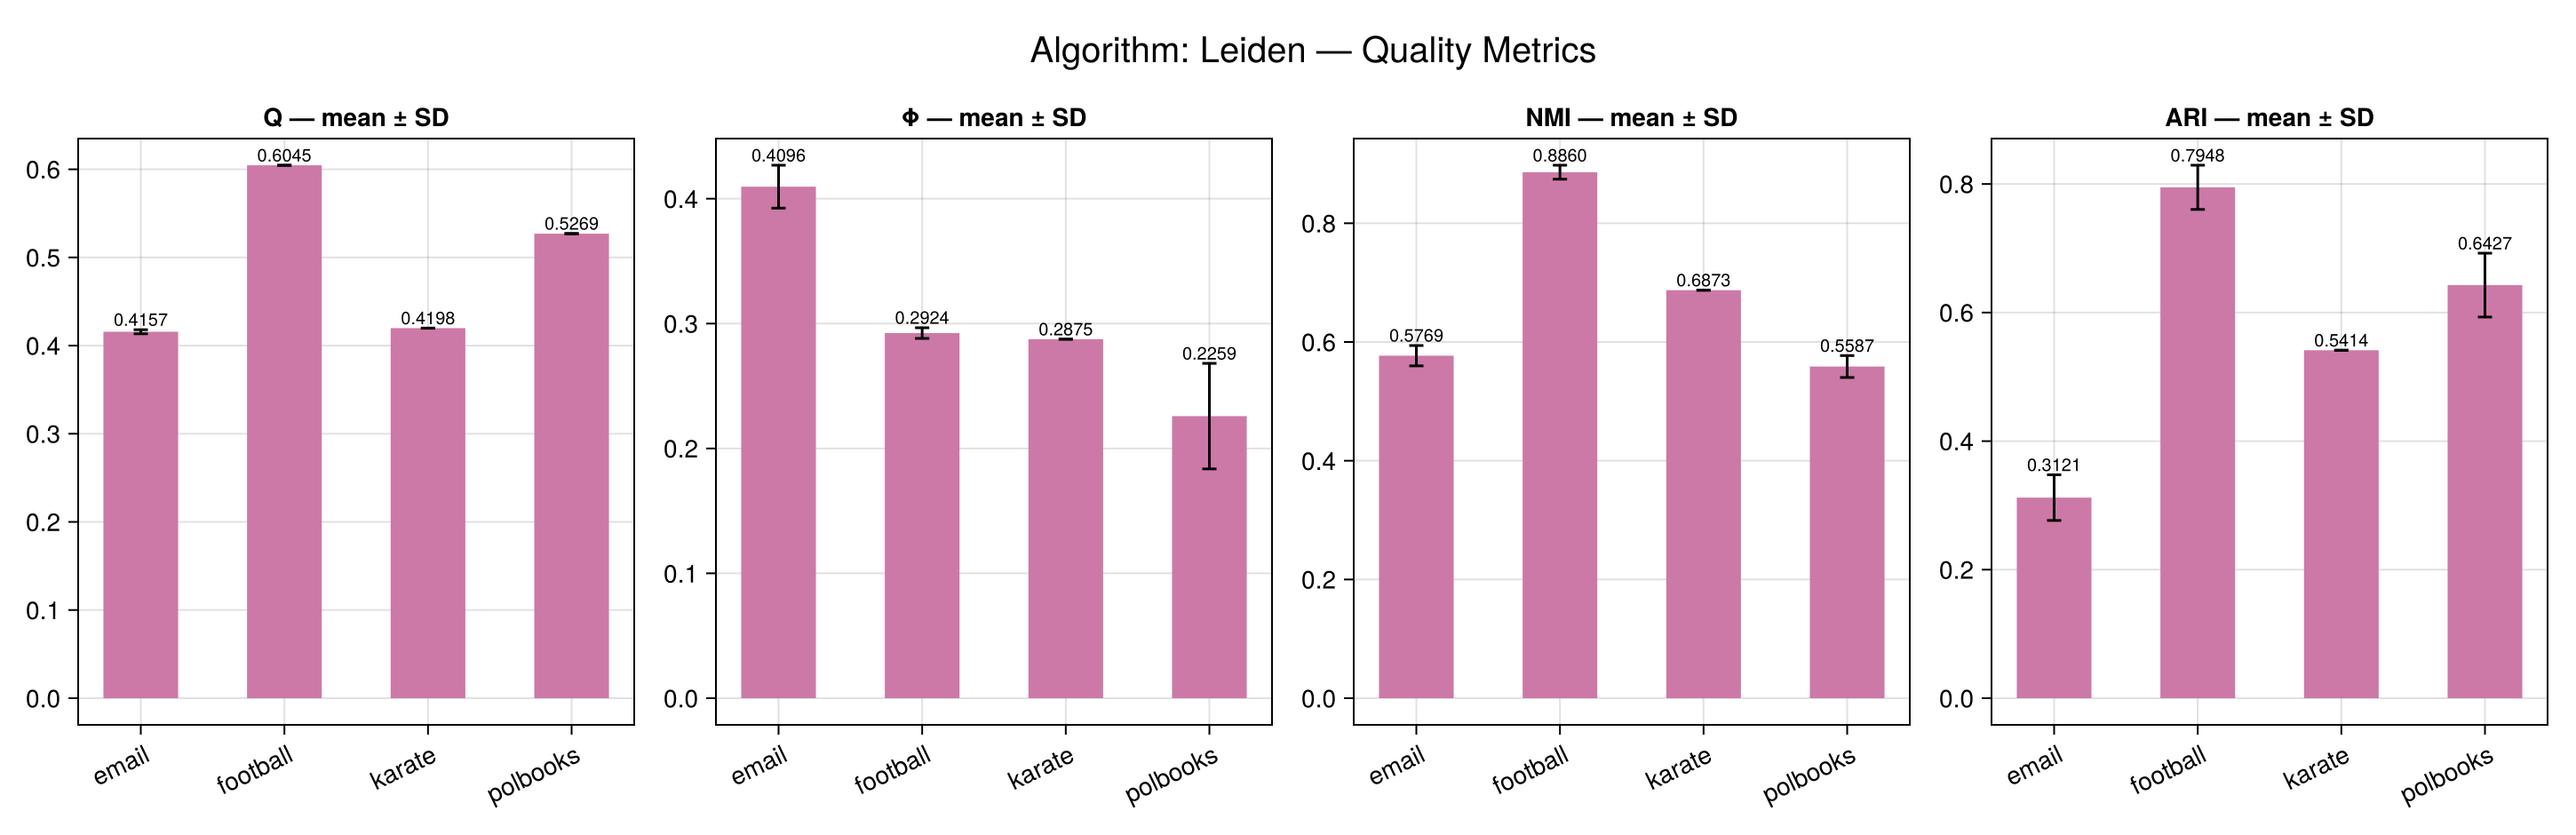 Algorithm: Leiden — Quality Metrics
Q — mean ± SD
0.6
0.5
0.4
0.3
0.2
0.1
0.0
0.4157
0.6045
0.4198
0.5269
email
football
karate
polbooks
Φ — mean ± SD
0.4
0.3
0.2
0.1
0.0
0.4096
0.2924
0.2875
0.2259
email
football
karate
polbooks
NMI — mean ± SD
0.8
0.6
0.4
0.2
0.0
0.5769
0.8860
0.6873
0.5587
email
football
karate
polbooks
ARI — mean ± SD
0.8
0.6
0.4
0.2
0.0
0.3121
0.7948
0.5414
0.6427
email
football
karate
polbooks